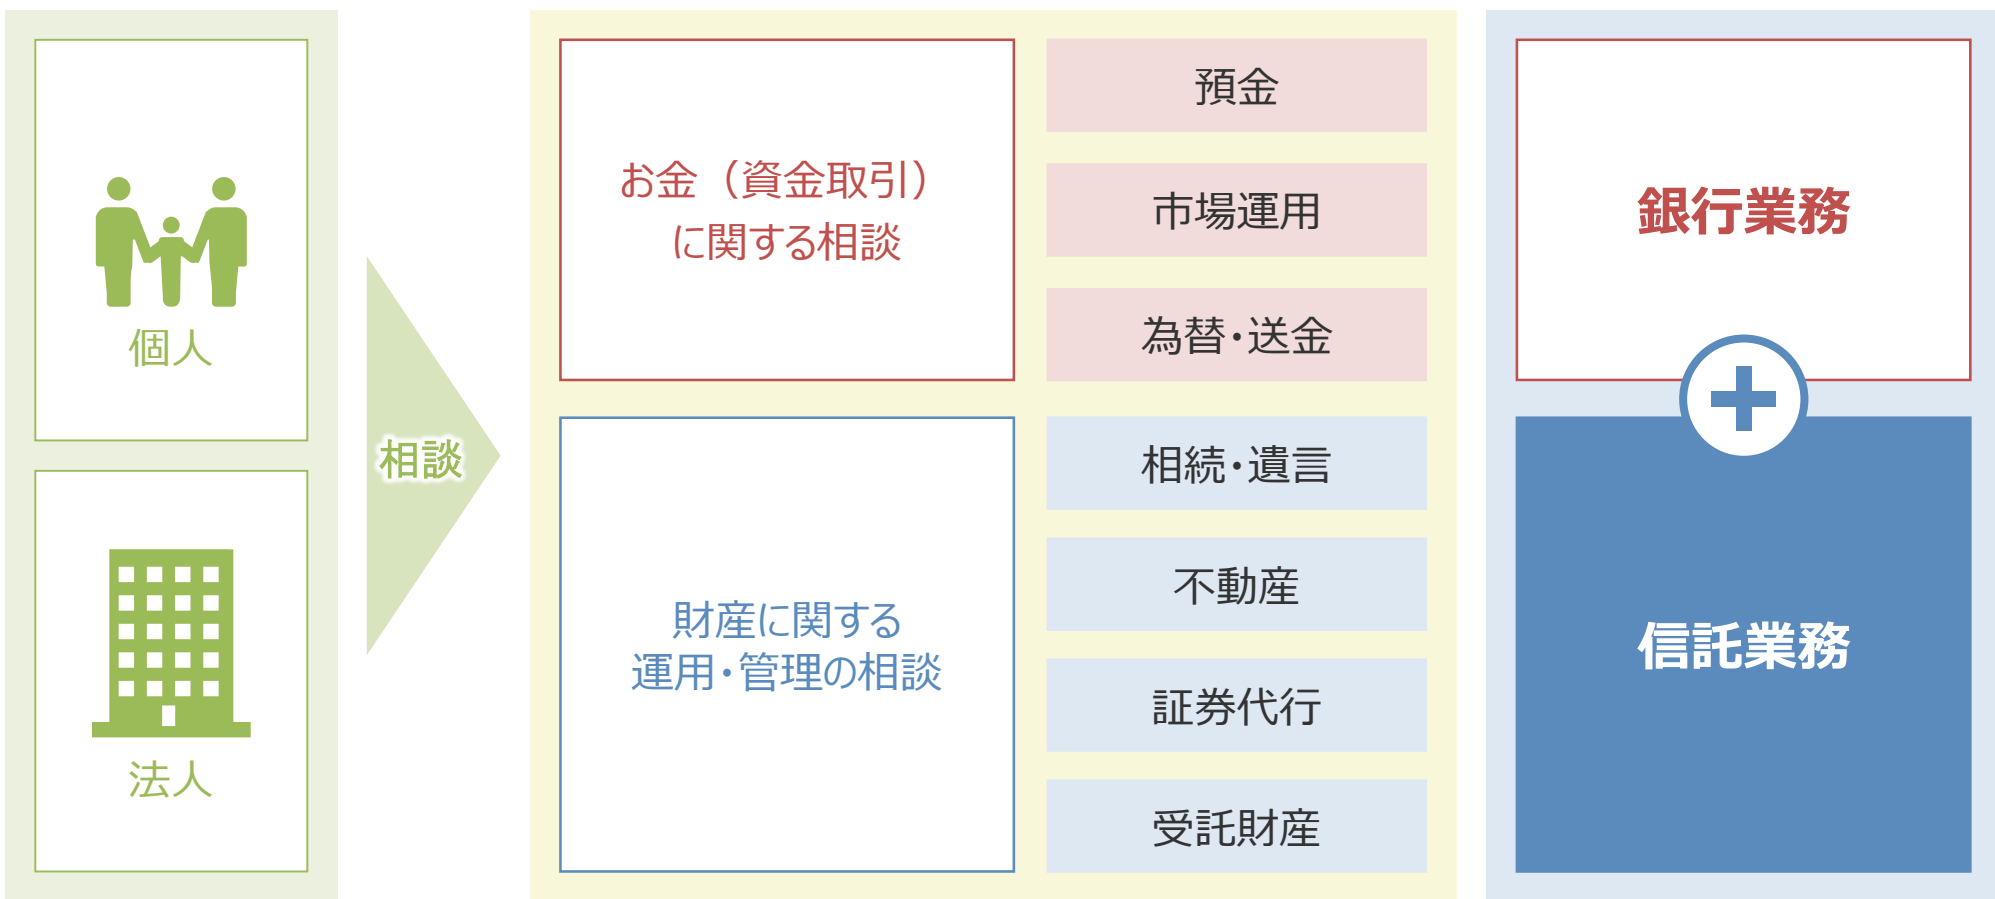 個人
法人
相談
お金（資金取引）
に関する相談
預金
市場運用
為替・送金
財産に関する
運用・管理の相談
相続・遺言
不動産
証券代行
受託財産
銀行業務
信託業務